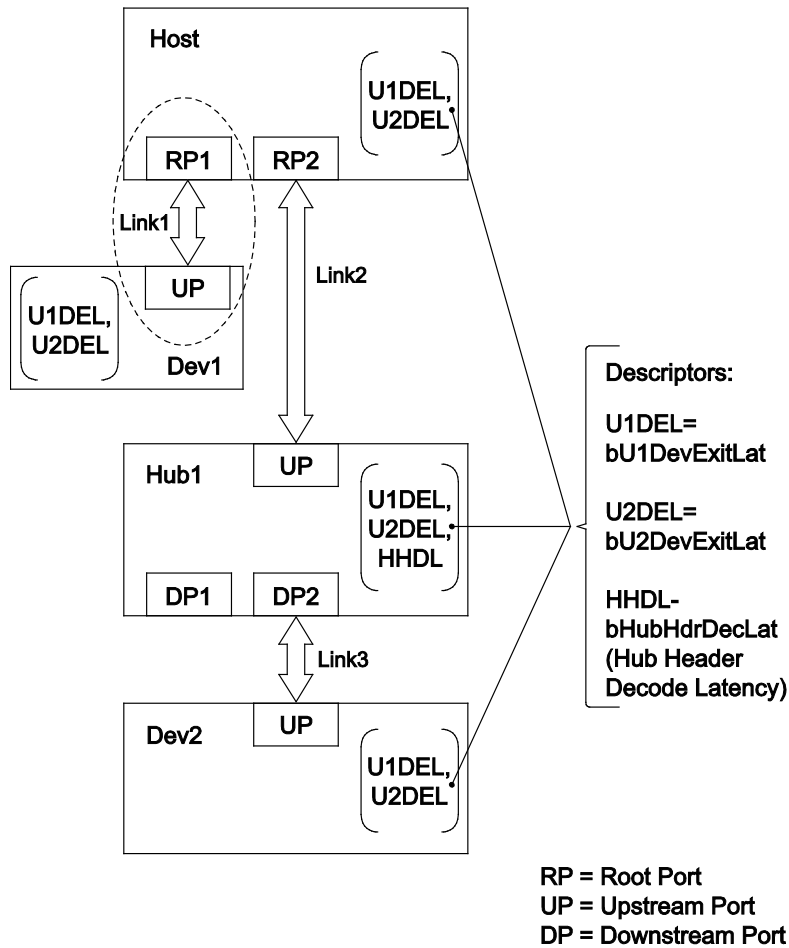 Host
U1DEL,
U2DEL
RP1
RP2
Link1
Link2
UP
U1DEL,
U2DEL
Dev1
Descriptors:
U1DEL=
bU1DevExitLat
U2DEL=
bU2DevExitLat
HHDL-
bHubHdrDecLat
(Hub Header
Decode Latency)
Hub1
UP
U1DEL,
U2DEL,
HHDL
DP1
DP2
Link3
Dev2
UP
U1DEL,
U2DEL
RP = Root Port
UP = Upstream Port
DP = Downstream Port